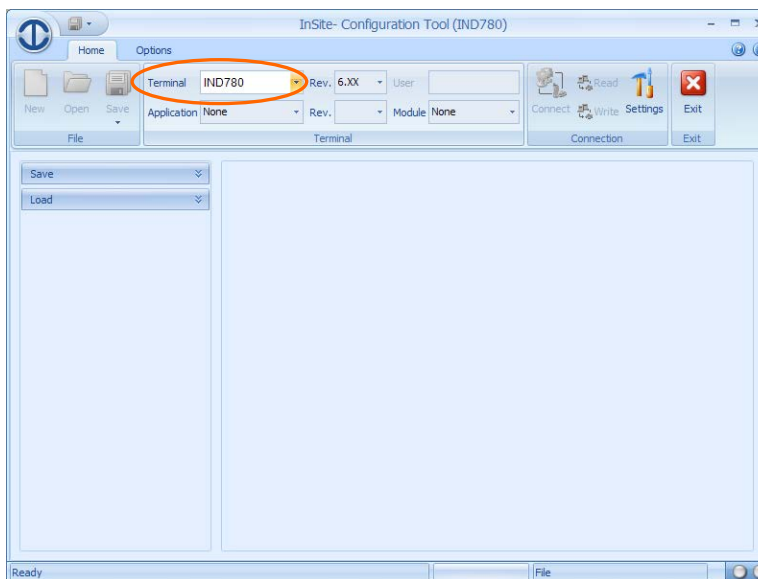 InSite- Configuration Tool (IND780)
Home Options
Terminal IND780 Rev. 6.XX User
New Open Save Connect Read Write Settings Exit
Application None Rev. Module None
File Terminal Connection Exit
Save
Load
Ready File